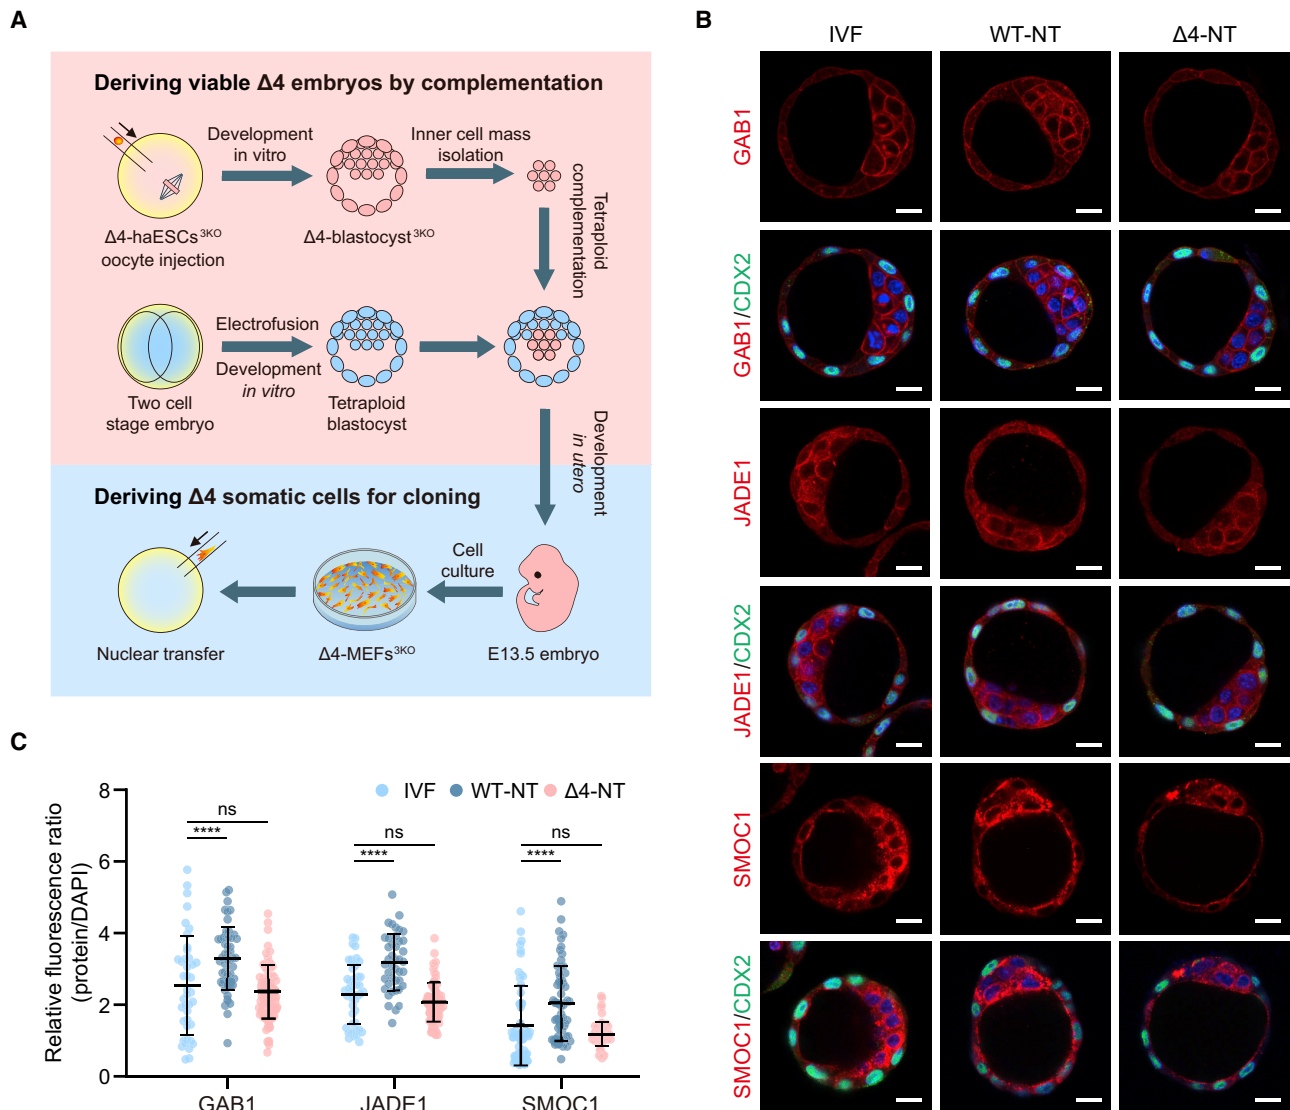 A
Deriving viable Δ4 embryos by complementation
Development
in vitro
Inner cell mass
isolation
Δ4-haESCs3KO
oocyte injection
Δ4-blastocyst3KO
Tetraploid
complementation
Electrofusion
Development
in vitro
Two cell
stage embryo
Tetraploid
blastocyst
Development
in utero
Deriving Δ4 somatic cells for cloning
Cell
culture
Nuclear transfer
Δ4-MEFs3KO
E13.5 embryo
B
IVF
WT-NT
Δ4-NT
GAB1
GAB1/CDX2
JADE1
JADE1/CDX2
SMOC1
SMOC1/CDX2
C
Relative fluorescence ratio
(protein/DAPI)
8
6
4
2
0
IVF
WT-NT
Δ4-NT
ns
****
ns
****
ns
****
GAB1
JADE1
SMOC1